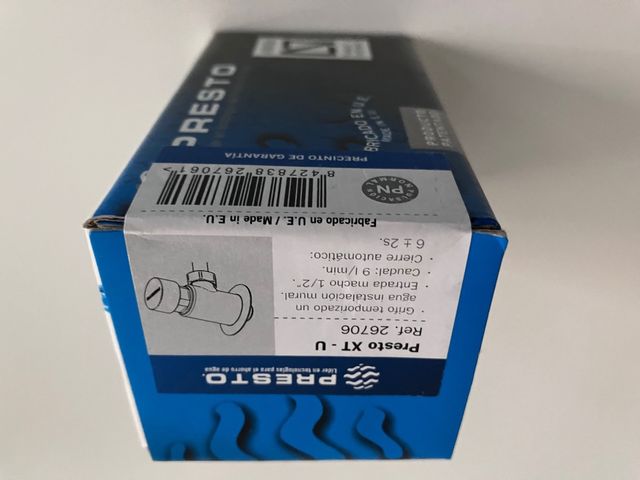 PRESTO
Líder en tecnologías para el ahorro de agua
Presto XT - U
Ref. 26706
· Grifo temporizado un
agua instalación mural.
· Entrada macho 1/2".
· Caudal: 9 l/min.
· Cierre automático:
6 ± 2s.
Fabricado en U.E./ Made in E.U.
PN
8 427838 267061 >
PRECINTO DE GARANTÍA
PRESTO
PRODUCTO